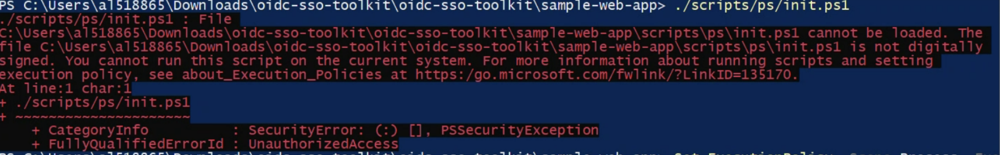 PS C:\Users\al518865\Downloads\oidc-sso-toolkit\oidc-sso-toolkit\sample-web-app> ./scripts/ps/init.ps1
./scripts/ps/init.ps1 : File
C:\Users\al518865\Downloads\oidc-sso-toolkit\oidc-sso-toolkit\sample-web-app\scripts\ps\init.ps1 cannot be loaded. The
file C:\Users\al518865\Downloads\oidc-sso-toolkit\oidc-sso-toolkit\sample-web-app\scripts\ps\init.ps1 is not digitally
signed. You cannot run this script on the current system. For more information about running scripts and setting
execution policy, see about_Execution_Policies at https:/go.microsoft.com/fwlink/?LinkID=135170.
At line:1 char:1
+ ./scripts/ps/init.ps1
+ ~~~~~~~~~~~~~~~~~~~~~
    + CategoryInfo          : SecurityError: (:) [], PSSecurityException
    + FullyQualifiedErrorId : UnauthorizedAccess